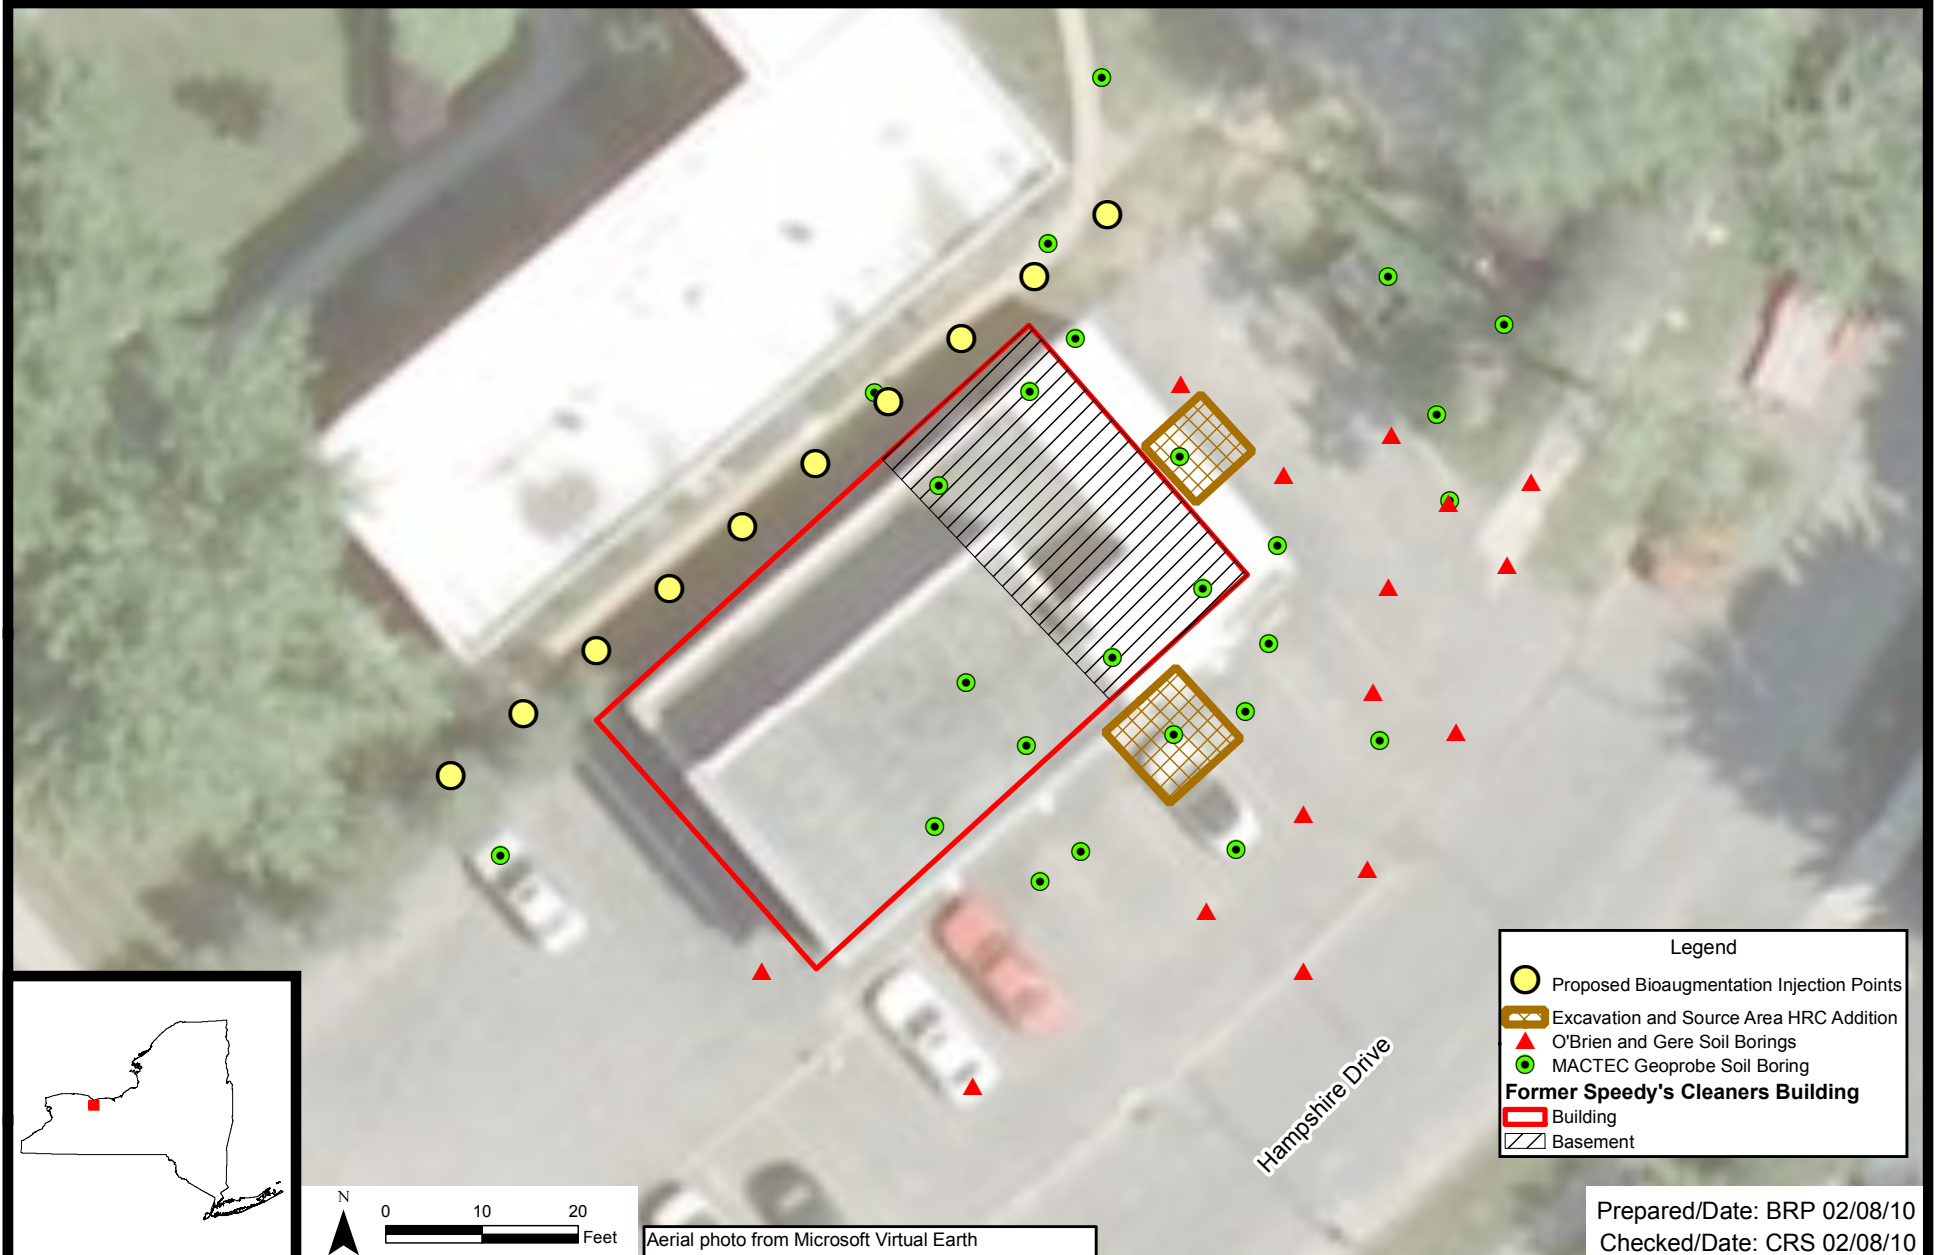 Hampshire Drive
Legend
Proposed Bioaugmentation Injection Points
Excavation and Source Area HRC Addition
O'Brien and Gere Soil Borings
MACTEC Geoprobe Soil Boring
Former Speedy's Cleaners Building
Building
Basement
N
0 10 20
Feet
Aerial photo from Microsoft Virtual Earth
Prepared/Date: BRP 02/08/10
Checked/Date: CRS 02/08/10